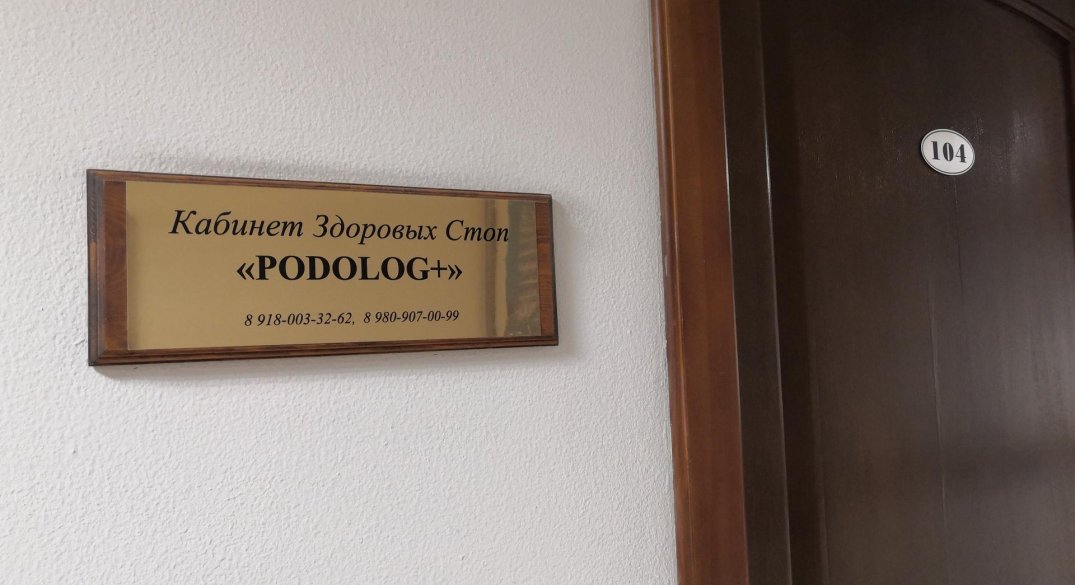 Кабинет Здоровых Стоп
«PODOLOG+»
8 918-003-32-62, 8 980-907-00-99
104